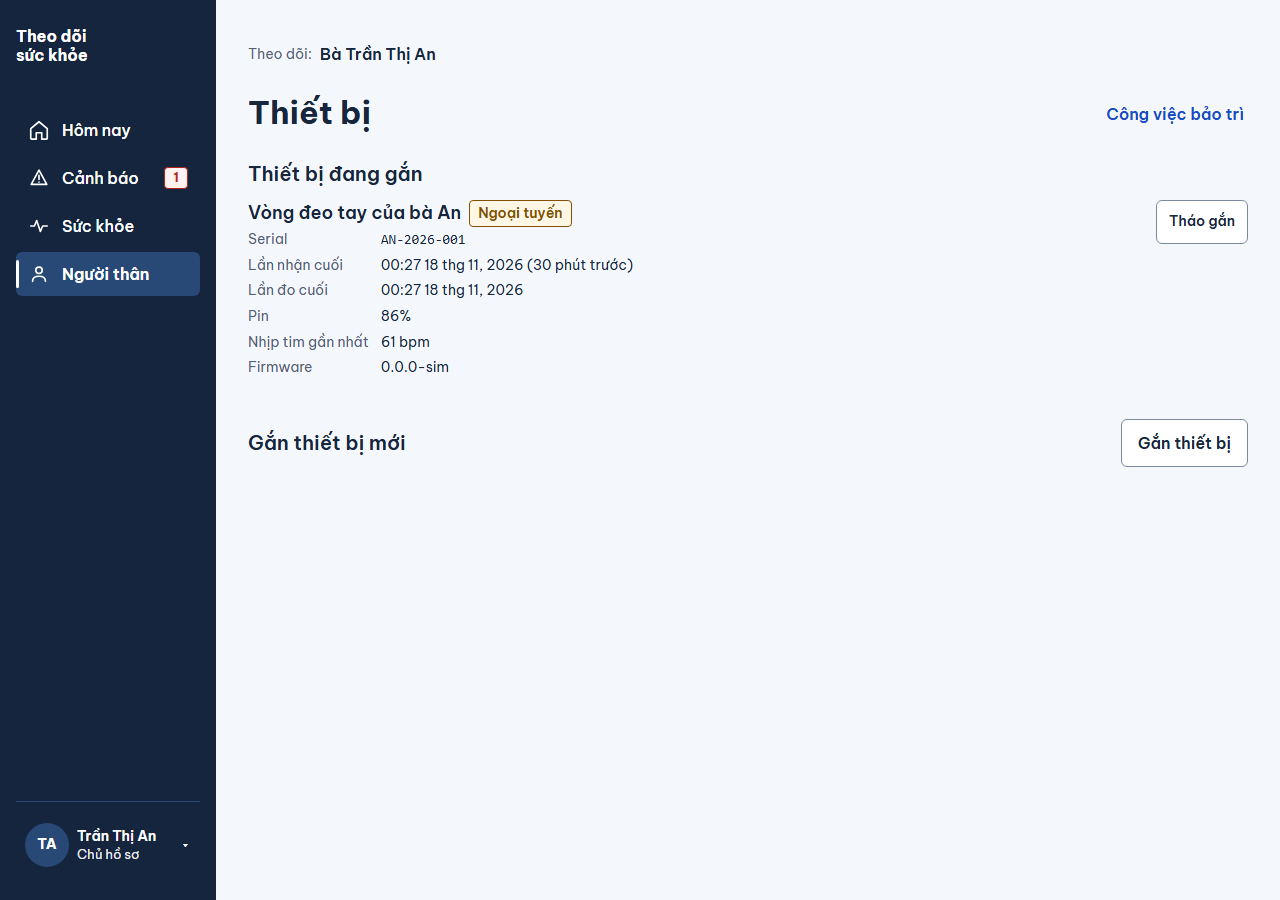 Theo dõi
sức khỏe
Hôm nay
Cảnh báo 1
Sức khỏe
Người thân
TA
Trần Thị An
Chủ hồ sơ
Theo dõi: Bà Trần Thị An
Thiết bị
Công việc bảo trì
Thiết bị đang gắn
Vòng đeo tay của bà An Ngoại tuyến
Tháo gắn
Serial AN-2026-001
Lần nhận cuối 00:27 18 thg 11, 2026 (30 phút trước)
Lần đo cuối 00:27 18 thg 11, 2026
Pin 86%
Nhịp tim gần nhất 61 bpm
Firmware 0.0.0-sim
Gắn thiết bị mới
Gắn thiết bị